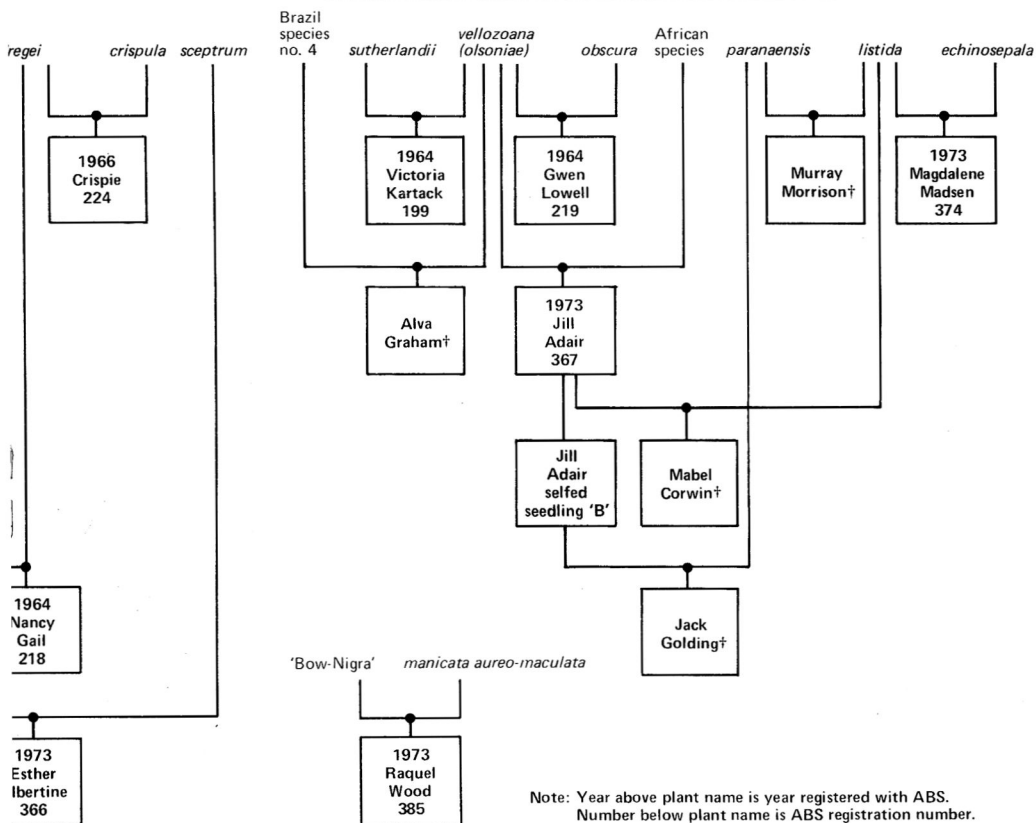 regei
crispula
sceptrum
Brazil
species
no. 4
sutherlandii
vellozoana
(olsoniae)
obscura
African
species
paranaensis
listida
echinosepala
1966
Crispie
224
1964
Victoria
Kartack
199
1964
Gwen
Lowell
219
Murray
Morrison†
1973
Magdalene
Madsen
374
Alva
Graham†
1973
Jill
Adair
367
Jill
Adair
selfed
seedling ‘B’
Mabel
Corwin†
1964
Nancy
Gail
218
Jack
Golding†
‘Bow-Nigra’
manicata aureo-maculata
1973
Esther
lbertine
366
1973
Raquel
Wood
385
Note: Year above plant name is year registered with ABS.
Number below plant name is ABS registration number.